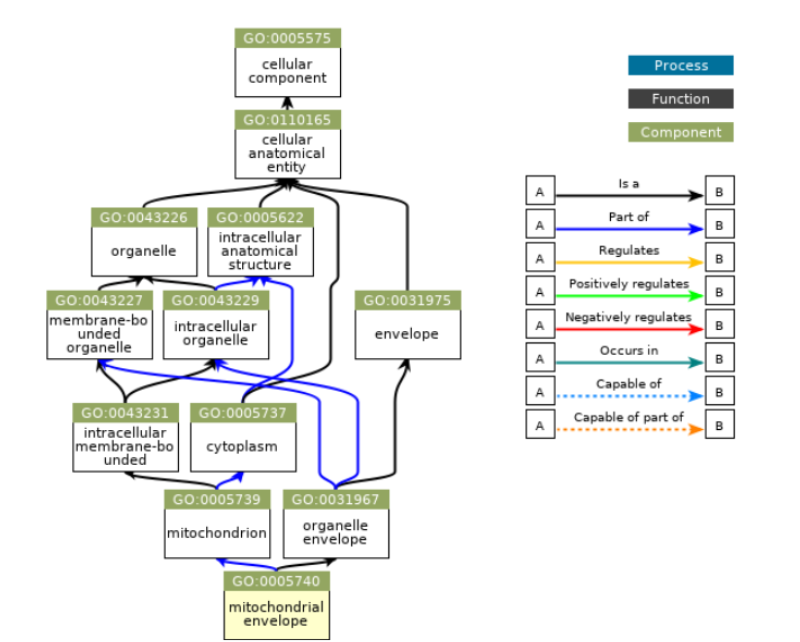 GO:0005575
cellular
component
GO:0110165
cellular
anatomical
entity
GO:0043226
organelle
GO:0005622
intracellular
anatomical
structure
GO:0043227
membrane-bo
unded
organelle
GO:0043229
intracellular
organelle
GO:0031975
envelope
GO:0043231
intracellular
membrane-bo
unded
GO:0005737
cytoplasm
GO:0005739
mitochondrion
GO:0031967
organelle
envelope
GO:0005740
mitochondrial
envelope
Process
Function
Component
A Is a B
A Part of B
A Regulates B
A Positively regulates B
A Negatively regulates B
A Occurs in B
A Capable of B
A Capable of part of B